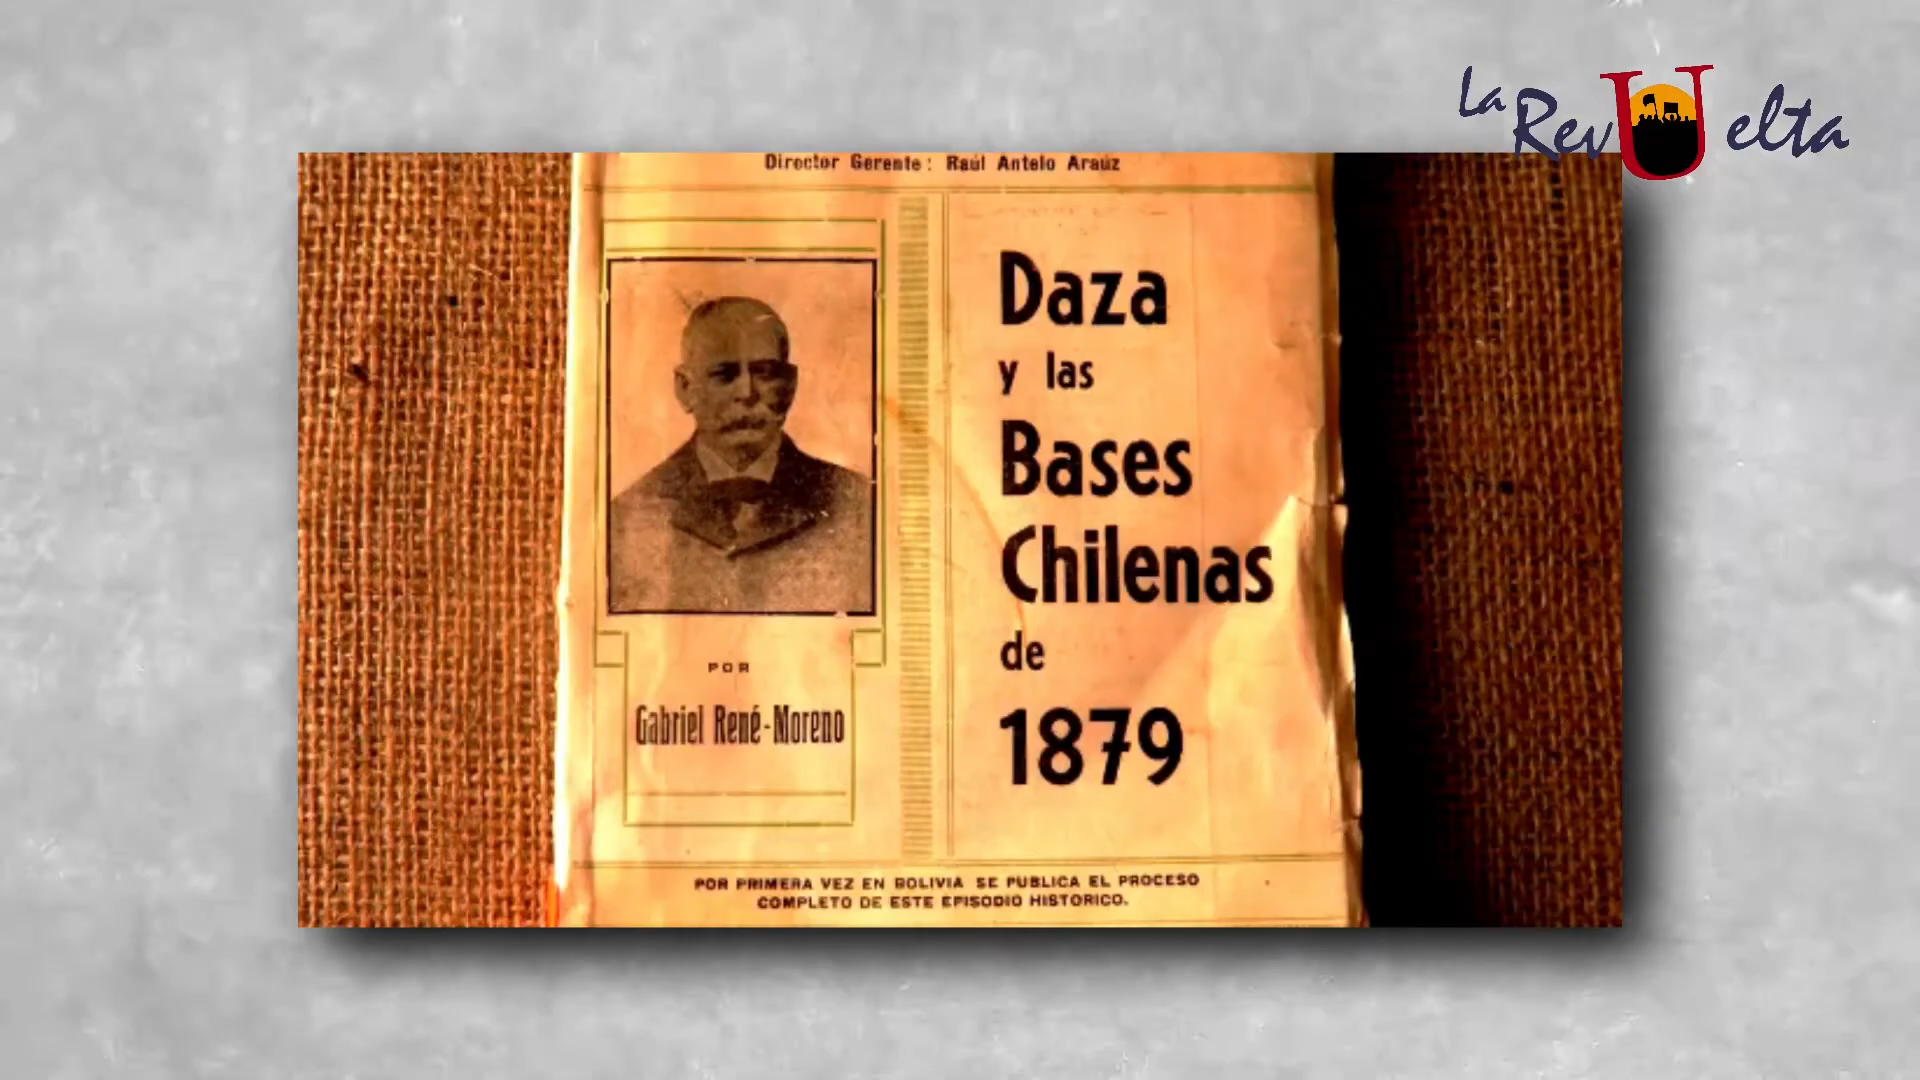 La RevUelta
Director Gerente: Raúl Antelo Arauz
Daza
y las
Bases
Chilenas
de
1879
POR
Gabriel René-Moreno
POR PRIMERA VEZ EN BOLIVIA SE PUBLICA EL PROCESO
COMPLETO DE ESTE EPISODIO HISTORICO.